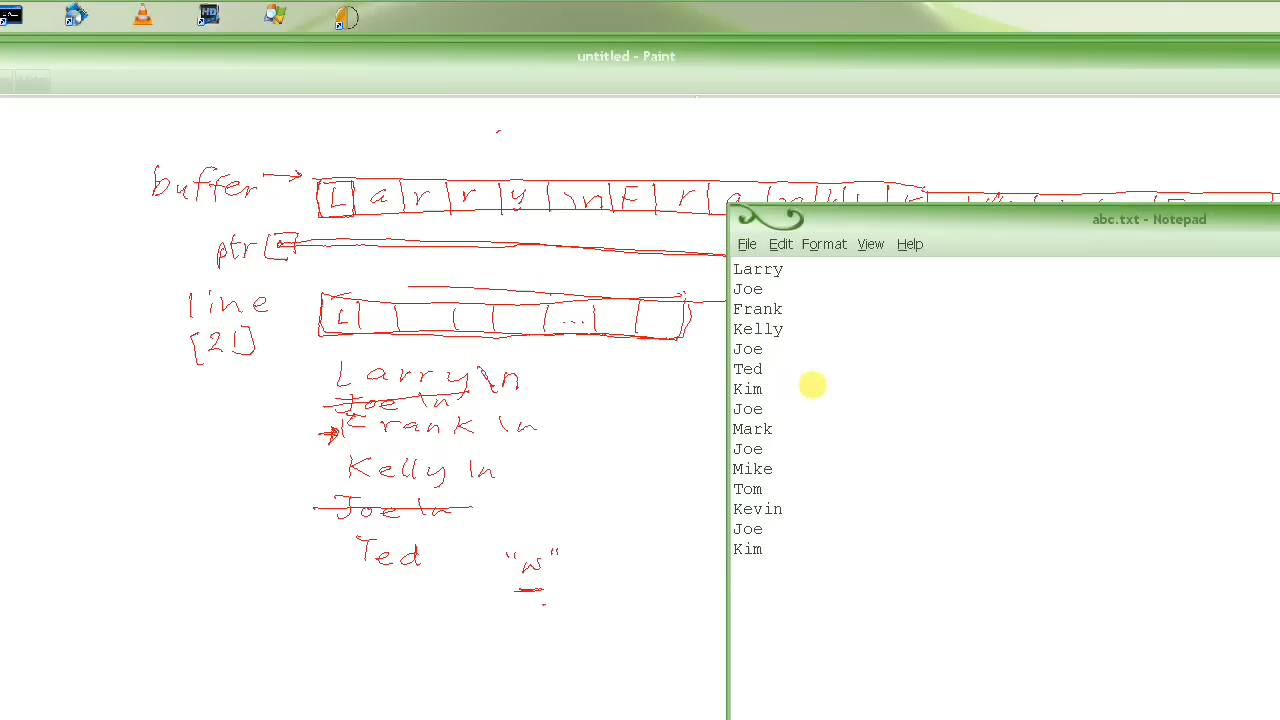 HD
untitled - Paint
buffer → L a r r y \n F r a
ptr
line
[21]
L ...
Larry\n
Joe \n
Frank \n
Kelly \n
Joe \n
Ted
"w"
abc.txt - Notepad
File Edit Format View Help
Larry
Joe
Frank
Kelly
Joe
Ted
Kim
Joe
Mark
Joe
Mike
Tom
Kevin
Joe
Kim